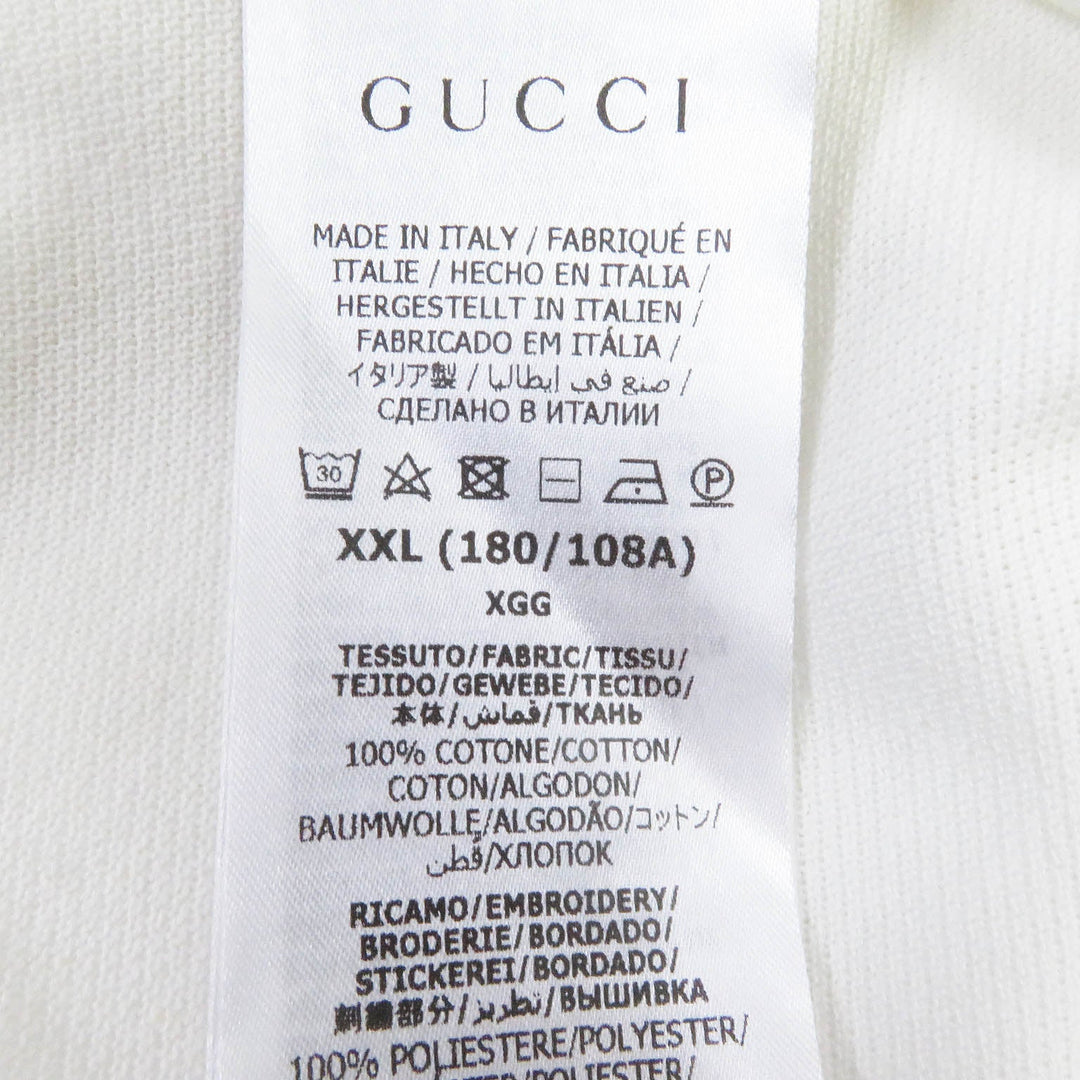 GUCCI
MADE IN ITALY / FABRIQUÉ EN
ITALIE / HECHO EN ITALIA /
HERGESTELLT IN ITALIEN /
FABRICADO EM ITÁLIA /
イタリア製 / صنع في ايطاليا /
СДЕЛАНО В ИТАЛИИ
30 P
XXL (180/108A)
XGG
TESSUTO/FABRIC/TISSU/
TEJIDO/GEWEBE/TECIDO/
本体/قماش/ТКАНЬ
100% COTONE/COTTON/
COTON/ALGODON/
BAUMWOLLE/ALGODÃO/コットン/
قطن/ХЛОПОК
RICAMO/EMBROIDERY/
BRODERIE/BORDADO/
STICKEREI/BORDADO/
刺繍部分/تطريز/ВЫШИВКА
100% POLIESTERE/POLYESTER/